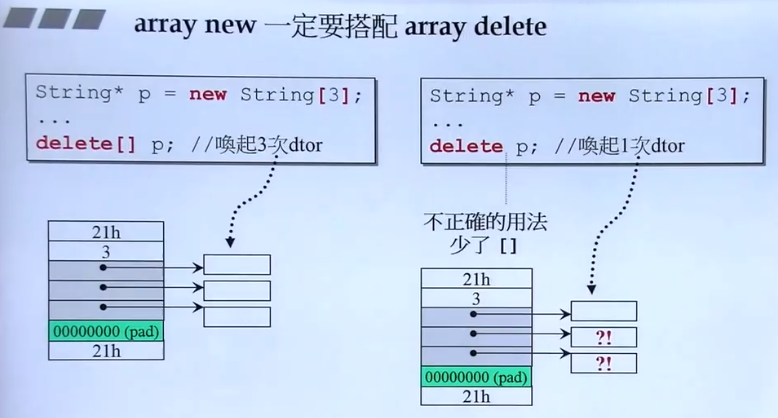 array new 一定要搭配 array delete
String* p = new String[3];
...
delete[] p; //喚起3次dtor
21h
3
00000000 (pad)
21h
String* p = new String[3];
...
delete p; //喚起1次dtor
不正確的用法
少了 []
21h
3
?!
?!
00000000 (pad)
21h